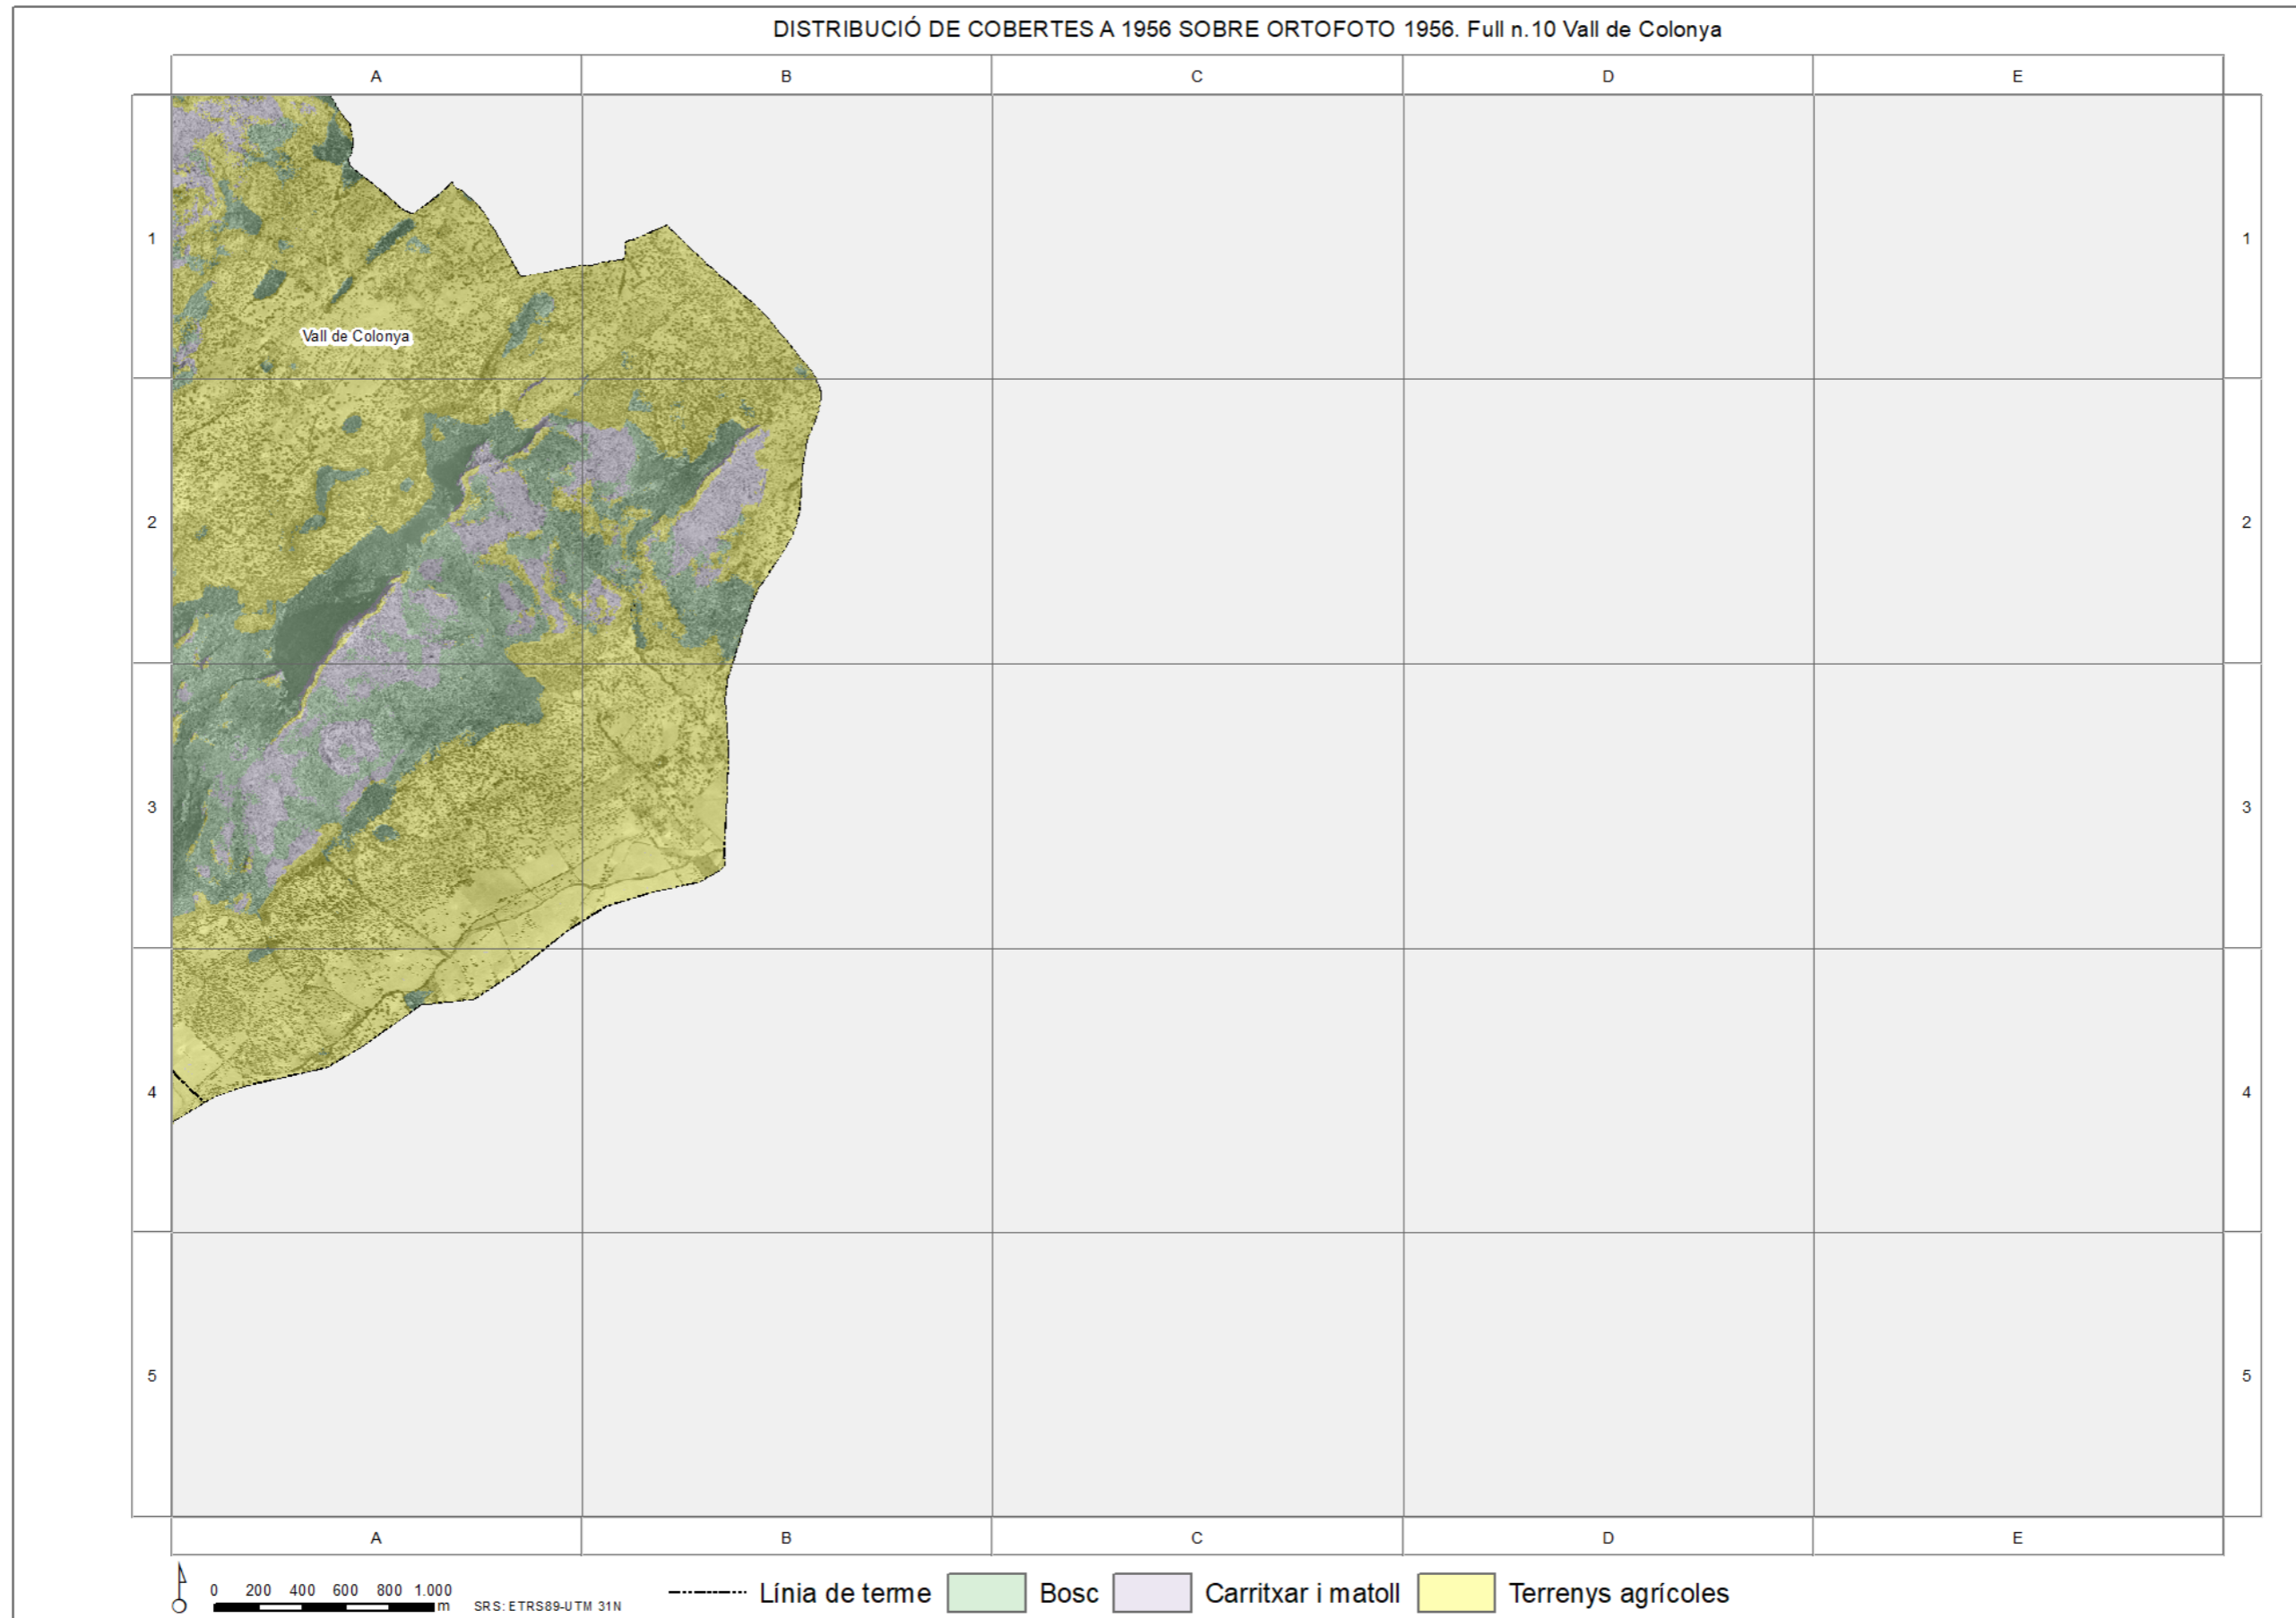 DISTRIBUCIÓ DE COBERTES A 1956 SOBRE ORTOFOTO 1956. Full n.10 Vall de Colonya
A B C D E
1 1
Vall de Colonya
2 2
3 3
4 4
5 5
A B C D E
0 200 400 600 800 1.000
m SRS: ETRS89-UTM 31N
Línia de terme Bosc Carritxar i matoll Terrenys agrícoles